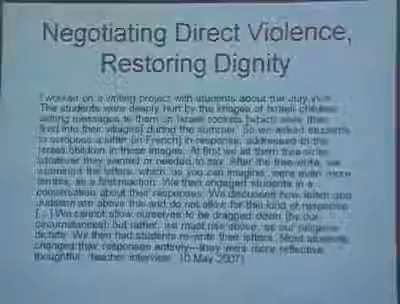 Negotiating Direct Violence,
Restoring Dignity
I worked on a writing project with students about the July
The students were deeply hurt by the images of Israeli children
writing messages to them on Israeli rockets [which were then
fired into their villages] during the summer. So we asked students
to compose a letter (in French) in response, addressed to the
Israeli children in those images. At first we let them free-write
whatever they wanted or needed to say. After the free-write, we
examined the letters, which, as you can imagine, were even more
as a first reaction. We then engaged students in a
conversation about their responses. We discussed how Islam and
Judaism are above this and do not allow for this kind of response
[...] We cannot allow ourselves to be dragged down (by our
circumstances) but rather, we must rise above, as our religions
dictate. We then had students re-write their letters. Most students
changed their responses entirely—they were more reflective,
thoughtful. (teacher interview, 10 May 2007)